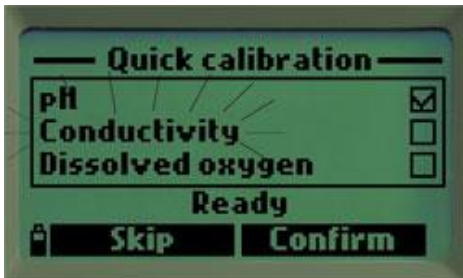 Quick calibration
pH
Conductivity
Dissolved oxygen
Ready
Skip Confirm